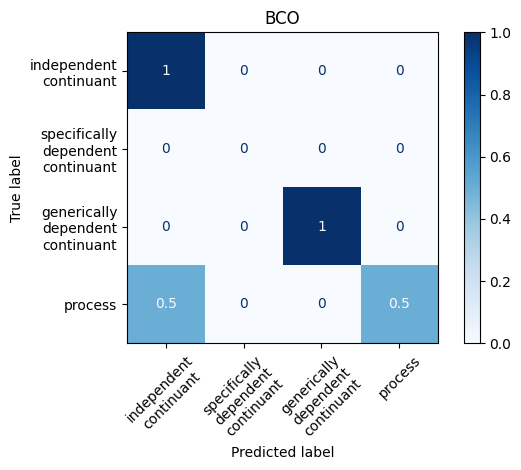 BCO
independent
continuant
1 0 0 0
specifically
dependent
continuant
0 0 0 0
generically
dependent
continuant
0 0 1 0
process
0.5 0 0 0.5
True label
independent
continuant
specifically
dependent
continuant
generically
dependent
continuant
process
Predicted label
1.0
0.8
0.6
0.4
0.2
0.0